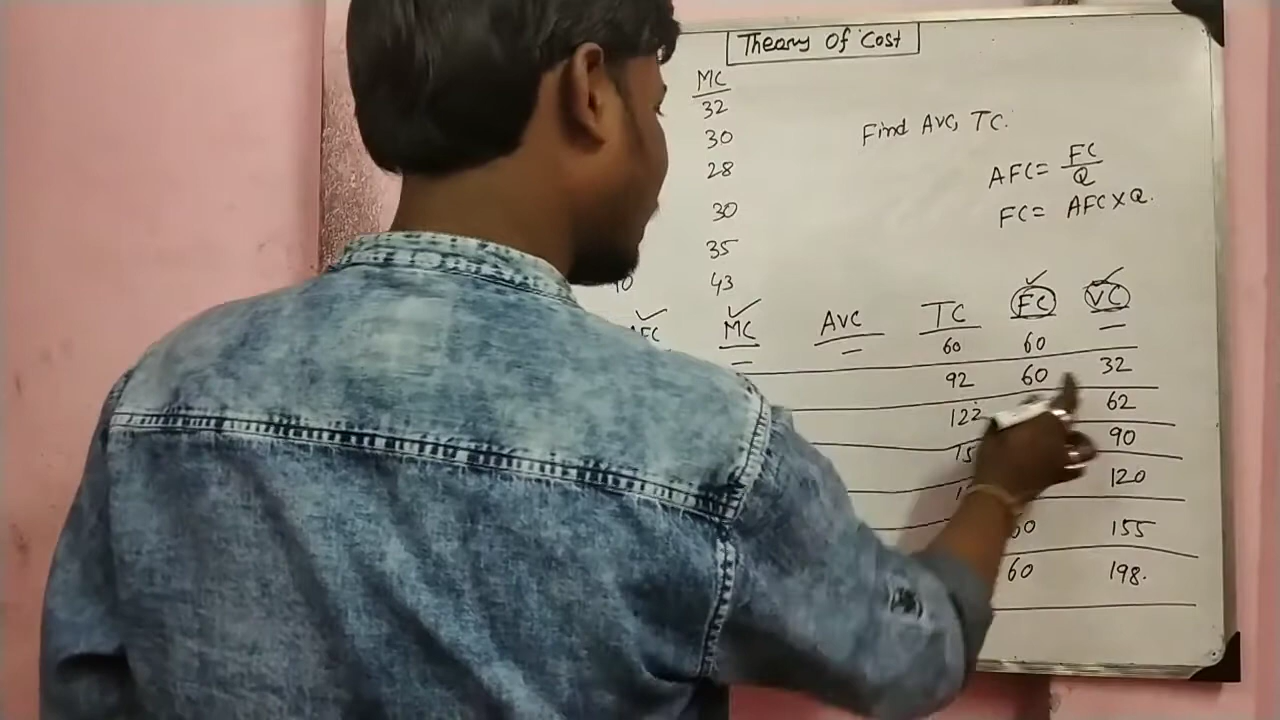 Theory Of Cost
MC
32
30
28
30
35
43
Find AVC, TC.
AFC = FC/Q
FC = AFC x Q.
MC AVC TC FC VC
60 60 —
92 60 32
122 62
90
120
60 155
60 198.